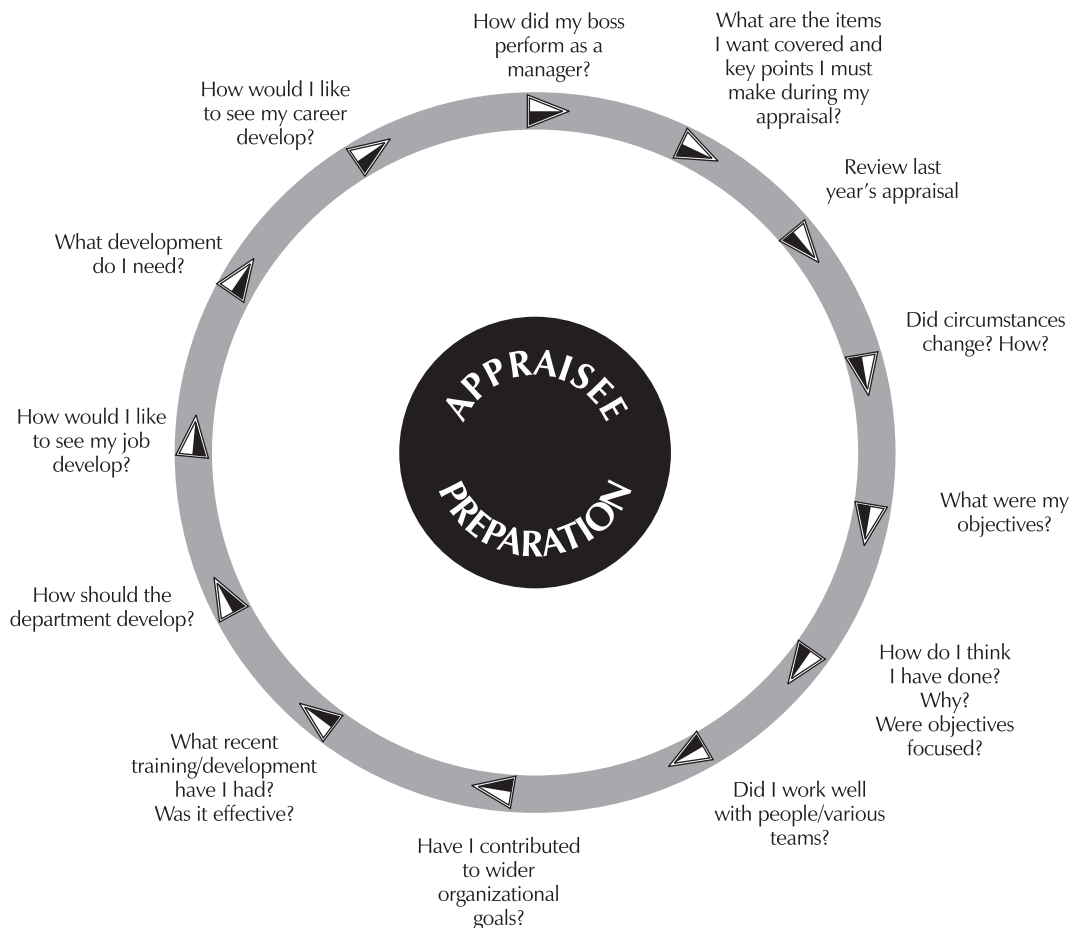 How did my boss
perform as a
manager?
What are the items
I want covered and
key points I must
make during my
appraisal?
Review last
year’s appraisal
Did circumstances
change? How?
What were my
objectives?
How do I think
I have done?
Why?
Were objectives
focused?
Did I work well
with people/various
teams?
Have I contributed
to wider
organizational
goals?
What recent
training/development
have I had?
Was it effective?
How should the
department develop?
How would I like
to see my job
develop?
What development
do I need?
How would I like
to see my career
develop?
APPRAISEE
PREPARATION